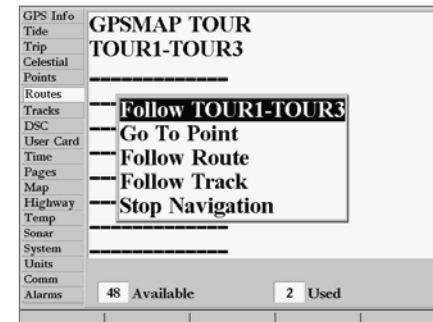 GPS Info
Tide
Trip
Celestial
Points
Routes
Tracks
DSC
User Card
Time
Pages
Map
Highway
Temp
Sonar
System
Units
Comm
Alarms
GPSMAP TOUR
TOUR1-TOUR3
Follow TOUR1-TOUR3
Go To Point
Follow Route
Follow Track
Stop Navigation
48 Available
2 Used